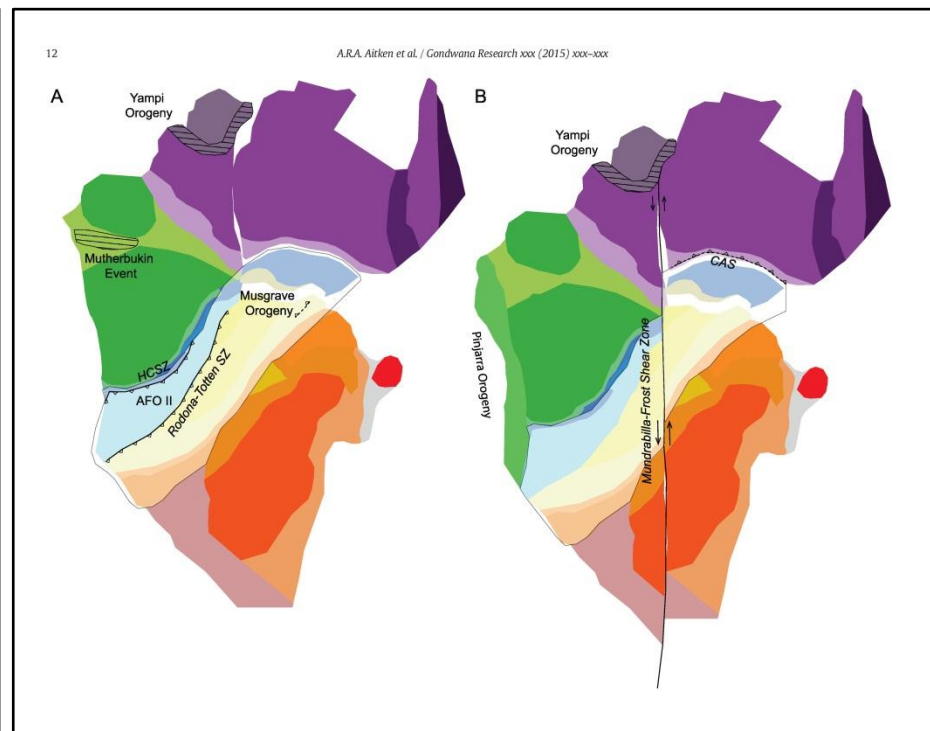 12
A.R.A. Aitken et al. / Gondwana Research xxx (2015) xxx–xxx
A
Yampi
Orogeny
Mutherbukin
Event
Musgrave
Orogeny
HCSZ
AFO II
Rodona-Totten SZ
B
Yampi
Orogeny
CAS
Pinjarra Orogeny
Mundrabilla-Frost Shear Zone